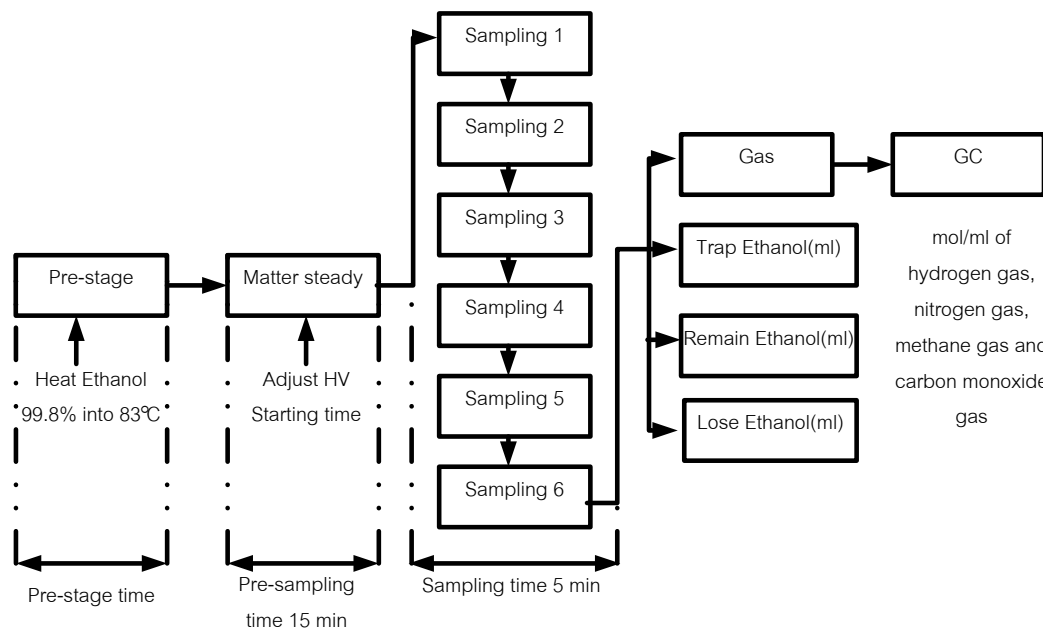 Pre-stage
Heat Ethanol
99.8% into 83℃
Pre-stage time
Matter steady
Adjust HV
Starting time
Pre-sampling
time 15 min
Sampling 1
Sampling 2
Sampling 3
Sampling 4
Sampling 5
Sampling 6
Sampling time 5 min
Gas
Trap Ethanol(ml)
Remain Ethanol(ml)
Lose Ethanol(ml)
GC
mol/ml of
hydrogen gas,
nitrogen gas,
methane gas and
carbon monoxide
gas